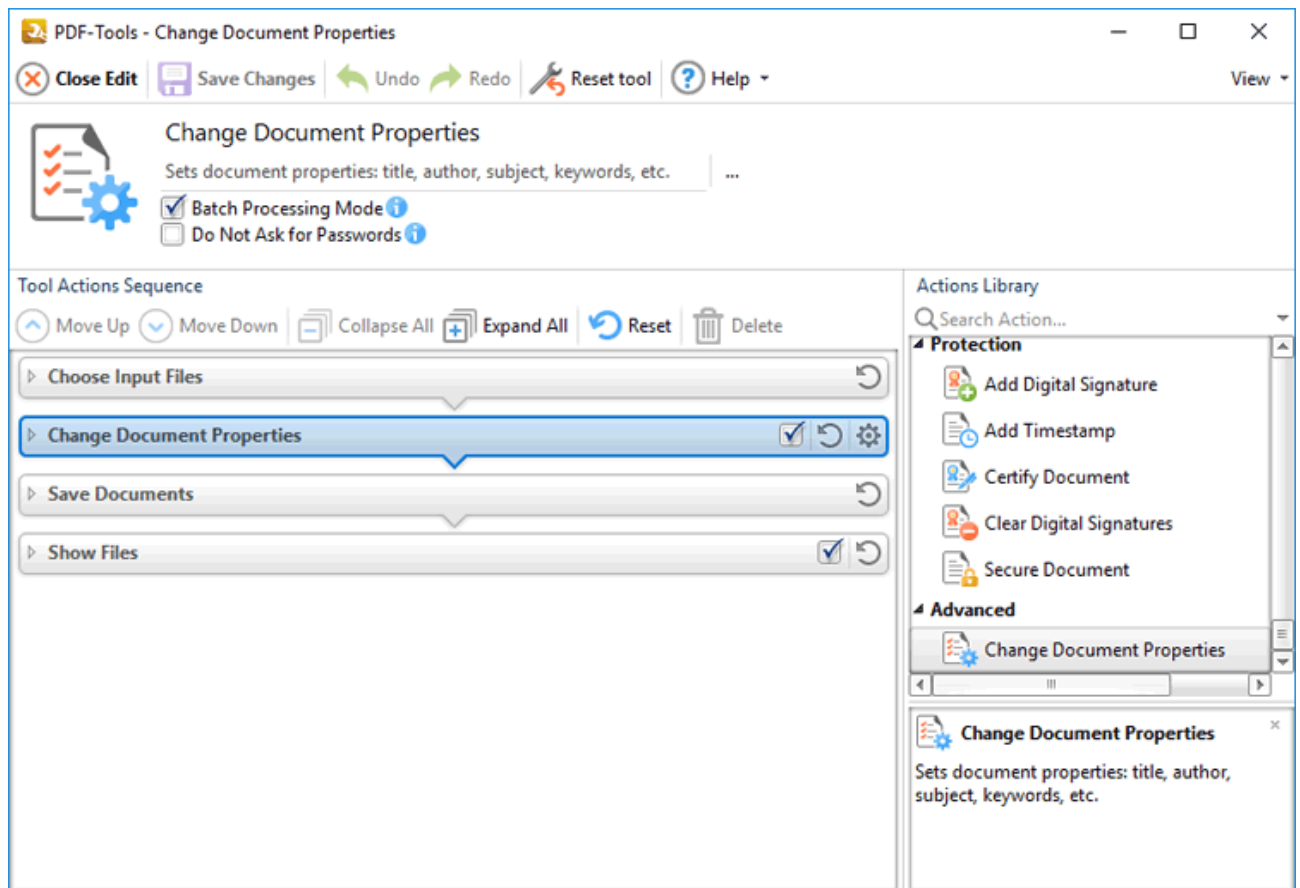 PDF-Tools - Change Document Properties
Close Edit Save Changes Undo Redo Reset tool Help View
Change Document Properties
Sets document properties: title, author, subject, keywords, etc. ...
Batch Processing Mode
Do Not Ask for Passwords
Tool Actions Sequence
Move Up Move Down Collapse All Expand All Reset Delete
Choose Input Files
Change Document Properties
Save Documents
Show Files
Actions Library
Search Action...
Protection
Add Digital Signature
Add Timestamp
Certify Document
Clear Digital Signatures
Secure Document
Advanced
Change Document Properties
Change Document Properties
Sets document properties: title, author,
subject, keywords, etc.